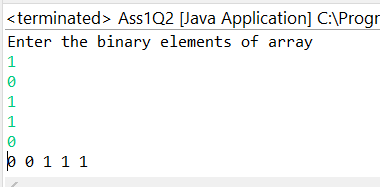 <terminated> Ass1Q2 [Java Application] C:\Progr
Enter the binary elements of array
1
0
1
1
0
0 0 1 1 1